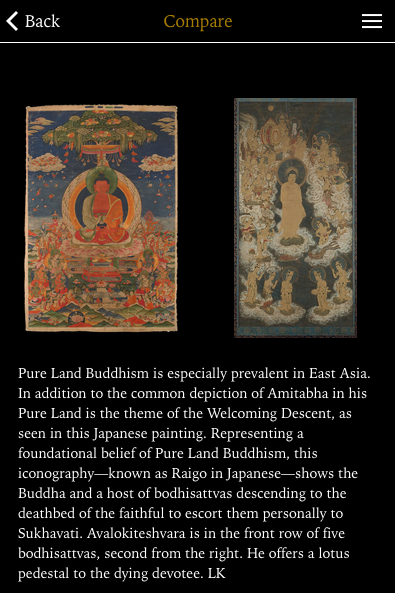 Back
Compare
Pure Land Buddhism is especially prevalent in East Asia.
In addition to the common depiction of Amitabha in his
Pure Land is the theme of the Welcoming Descent, as
seen in this Japanese painting. Representing a
foundational belief of Pure Land Buddhism, this
iconography—known as Raigo in Japanese—shows the
Buddha and a host of bodhisattvas descending to the
deathbed of the faithful to escort them personally to
Sukhavati. Avalokiteshvara is in the front row of five
bodhisattvas, second from the right. He offers a lotus
pedestal to the dying devotee. LK